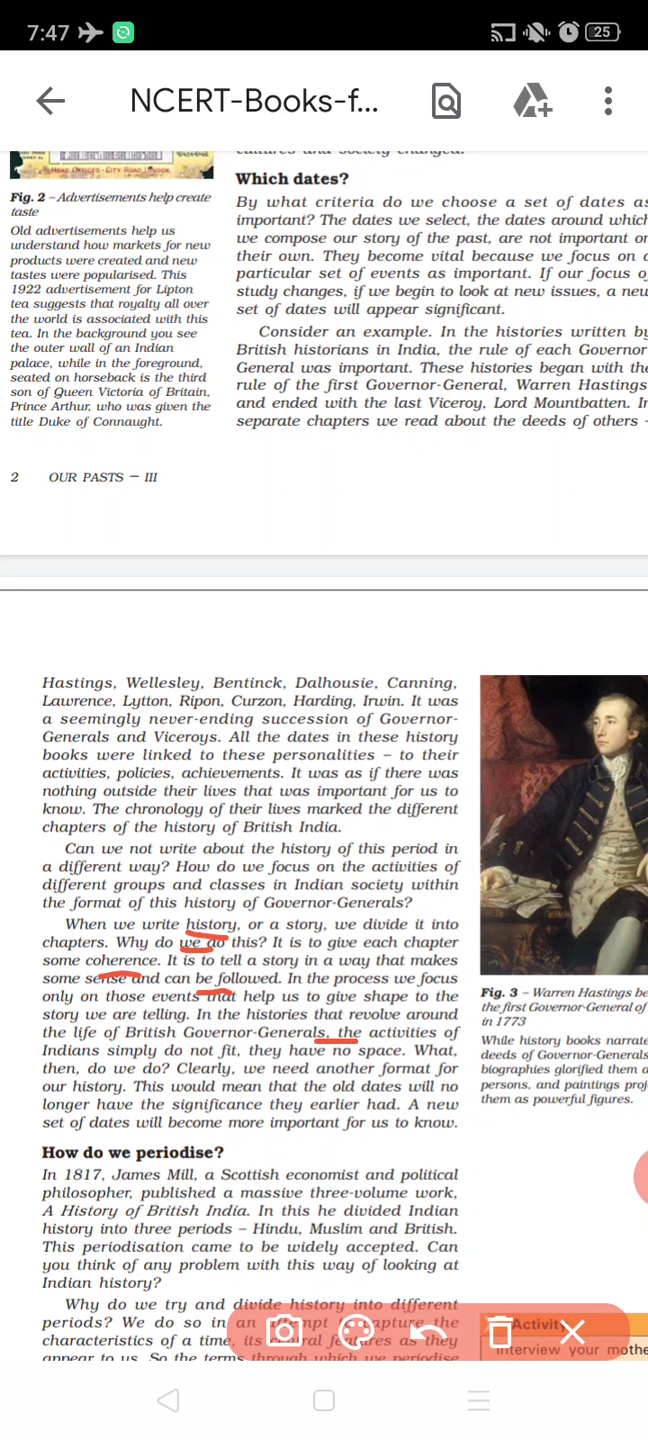 7:47
25
NCERT-Books-f...
HEAD OFFICES - CITY ROAD, LONDON.
Fig. 2 – Advertisements help create
taste
Old advertisements help us
understand how markets for new
products were created and new
tastes were popularised. This
1922 advertisement for Lipton
tea suggests that royalty all over
the world is associated with this
tea. In the background you see
the outer wall of an Indian
palace, while in the foreground,
seated on horseback is the third
son of Queen Victoria of Britain,
Prince Arthur, who was given the
title Duke of Connaught.
cultures and society changed.
Which dates?
By what criteria do we choose a set of dates as
important? The dates we select, the dates around which
we compose our story of the past, are not important on
their own. They become vital because we focus on a
particular set of events as important. If our focus of
study changes, if we begin to look at new issues, a new
set of dates will appear significant.
Consider an example. In the histories written by
British historians in India, the rule of each Governor
General was important. These histories began with the
rule of the first Governor-General, Warren Hastings
and ended with the last Viceroy, Lord Mountbatten. In
separate chapters we read about the deeds of others –
2 OUR PASTS – III
Hastings, Wellesley, Bentinck, Dalhousie, Canning,
Lawrence, Lytton, Ripon, Curzon, Harding, Irwin. It was
a seemingly never-ending succession of Governor-
Generals and Viceroys. All the dates in these history
books were linked to these personalities – to their
activities, policies, achievements. It was as if there was
nothing outside their lives that was important for us to
know. The chronology of their lives marked the different
chapters of the history of British India.
Can we not write about the history of this period in
a different way? How do we focus on the activities of
different groups and classes in Indian society within
the format of this history of Governor-Generals?
When we write history, or a story, we divide it into
chapters. Why do we do this? It is to give each chapter
some coherence. It is to tell a story in a way that makes
some sense and can be followed. In the process we focus
only on those events that help us to give shape to the
story we are telling. In the histories that revolve around
the life of British Governor-Generals, the activities of
Indians simply do not fit, they have no space. What,
then, do we do? Clearly, we need another format for
our history. This would mean that the old dates will no
longer have the significance they earlier had. A new
set of dates will become more important for us to know.
Fig. 3 – Warren Hastings be
the first Governor-General of
in 1773
While history books narrate
deeds of Governor-Generals
biographies glorified them a
persons, and paintings proj
them as powerful figures.
How do we periodise?
In 1817, James Mill, a Scottish economist and political
philosopher, published a massive three-volume work,
A History of British India. In this he divided Indian
history into three periods – Hindu, Muslim and British.
This periodisation came to be widely accepted. Can
you think of any problem with this way of looking at
Indian history?
Why do we try and divide history into different
periods? We do so in an attempt to capture the
characteristics of a time, its central features as they
appear to us. So the terms through which we periodise
Activity
Interview your mothe